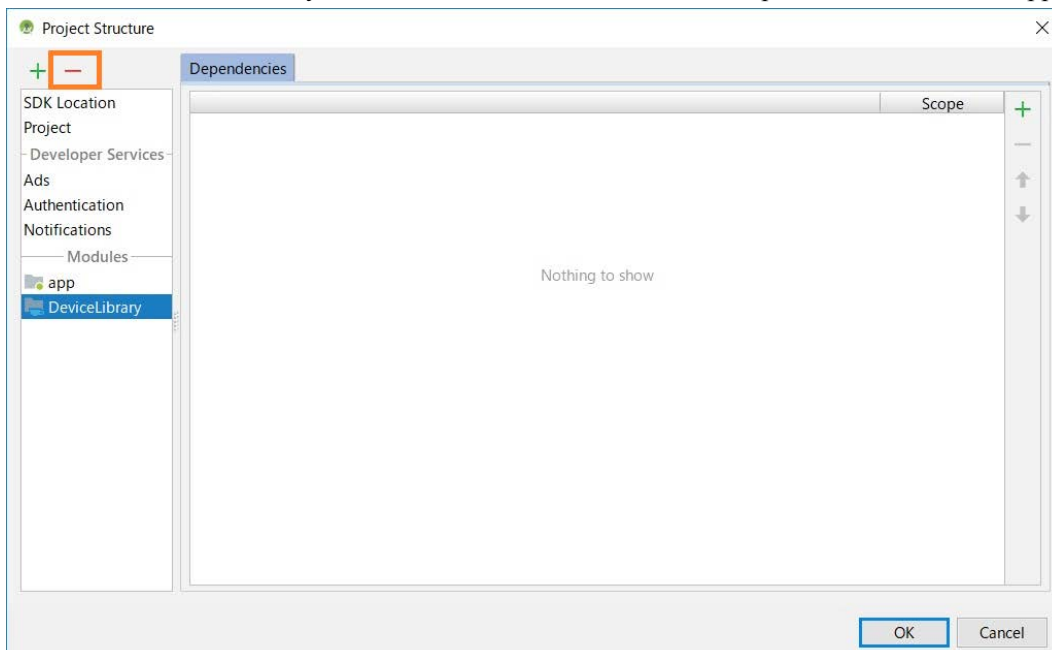 Project Structure
Dependencies
SDK Location
Project
Developer Services
Ads
Authentication
Notifications
Modules
app
DeviceLibrary
Scope
Nothing to show
OK
Cancel